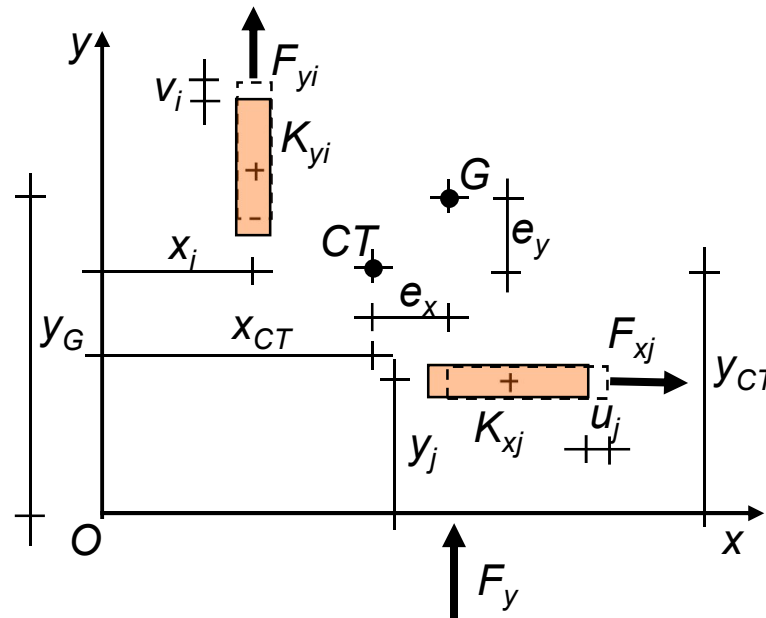 y
F_yi
v_i
K_yi
G
CT
e_y
x_i
e_x
y_G
x_CT
F_xj
y_CT
K_xj
u_j
y_j
O
x
F_y